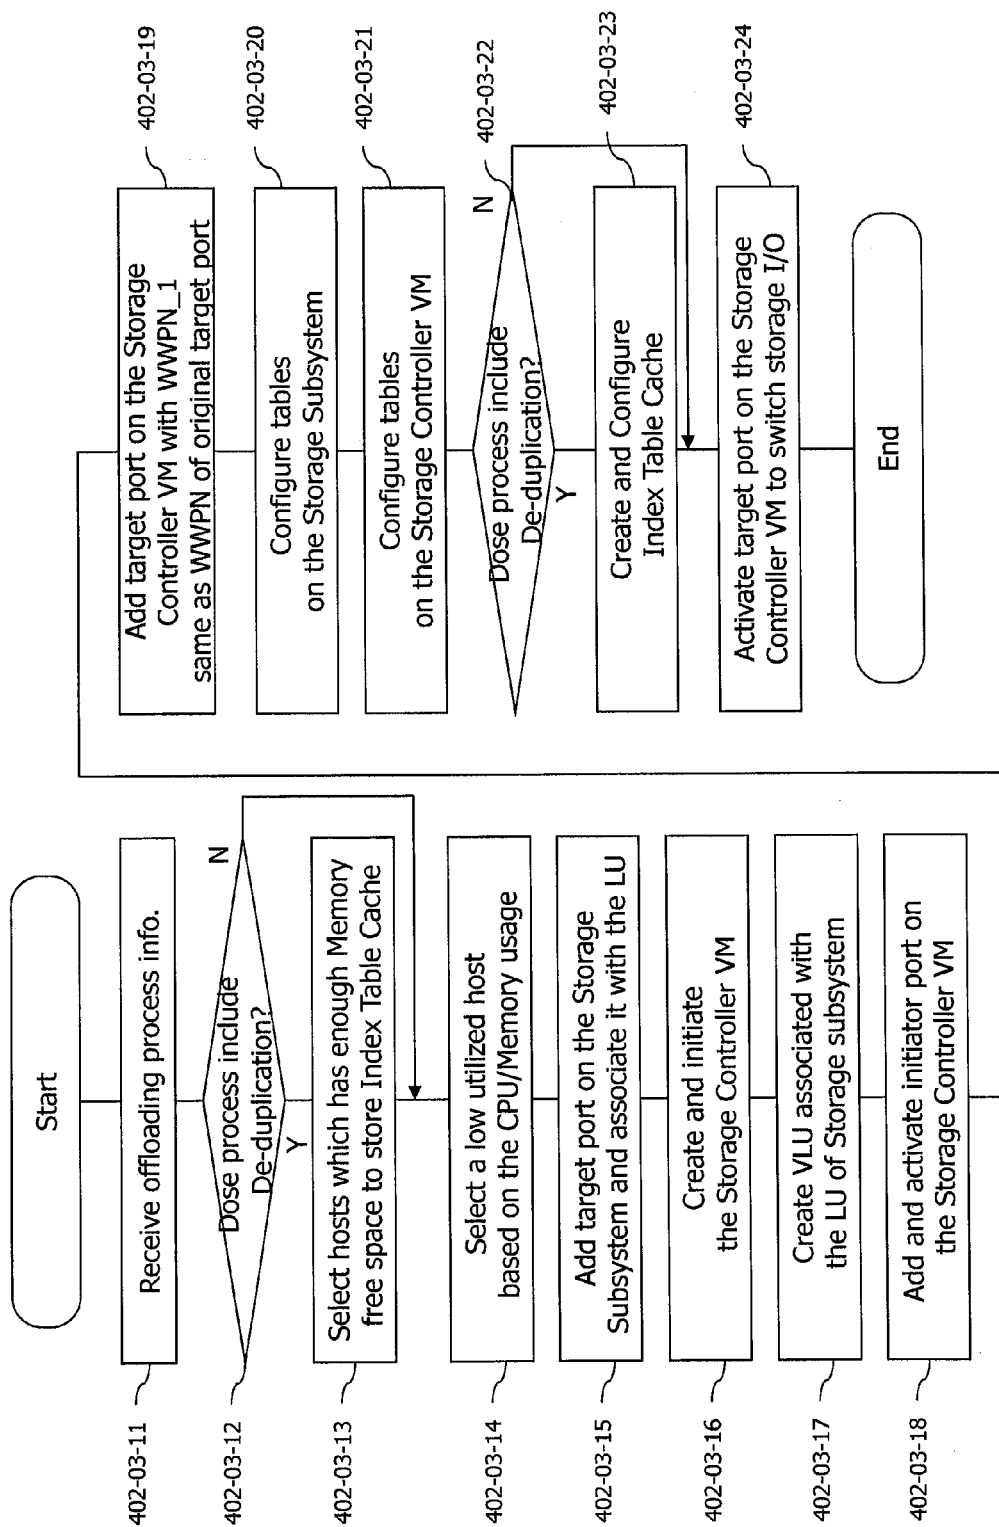 Start
402-03-11
Receive offloading process info.
402-03-12
Dose process include
De-duplication?
N
Y
402-03-13
Select hosts which has enough Memory
free space to store Index Table Cache
402-03-14
Select a low utilized host
based on the CPU/Memory usage
402-03-15
Add target port on the Storage
Subsystem and associate it with the LU
402-03-16
Create and initiate
the Storage Controller VM
402-03-17
Create VLU associated with
the LU of Storage subsystem
402-03-18
Add and activate initiator port on
the Storage Controller VM
402-03-19
Add target port on the Storage
Controller VM with WWPN_1
same as WWPN of original target port
402-03-20
Configure tables
on the Storage Subsystem
402-03-21
Configure tables
on the Storage Controller VM
402-03-22
Dose process include
De-duplication?
N
Y
402-03-23
Create and Configure
Index Table Cache
402-03-24
Activate target port on the Storage
Controller VM to switch storage I/O
End